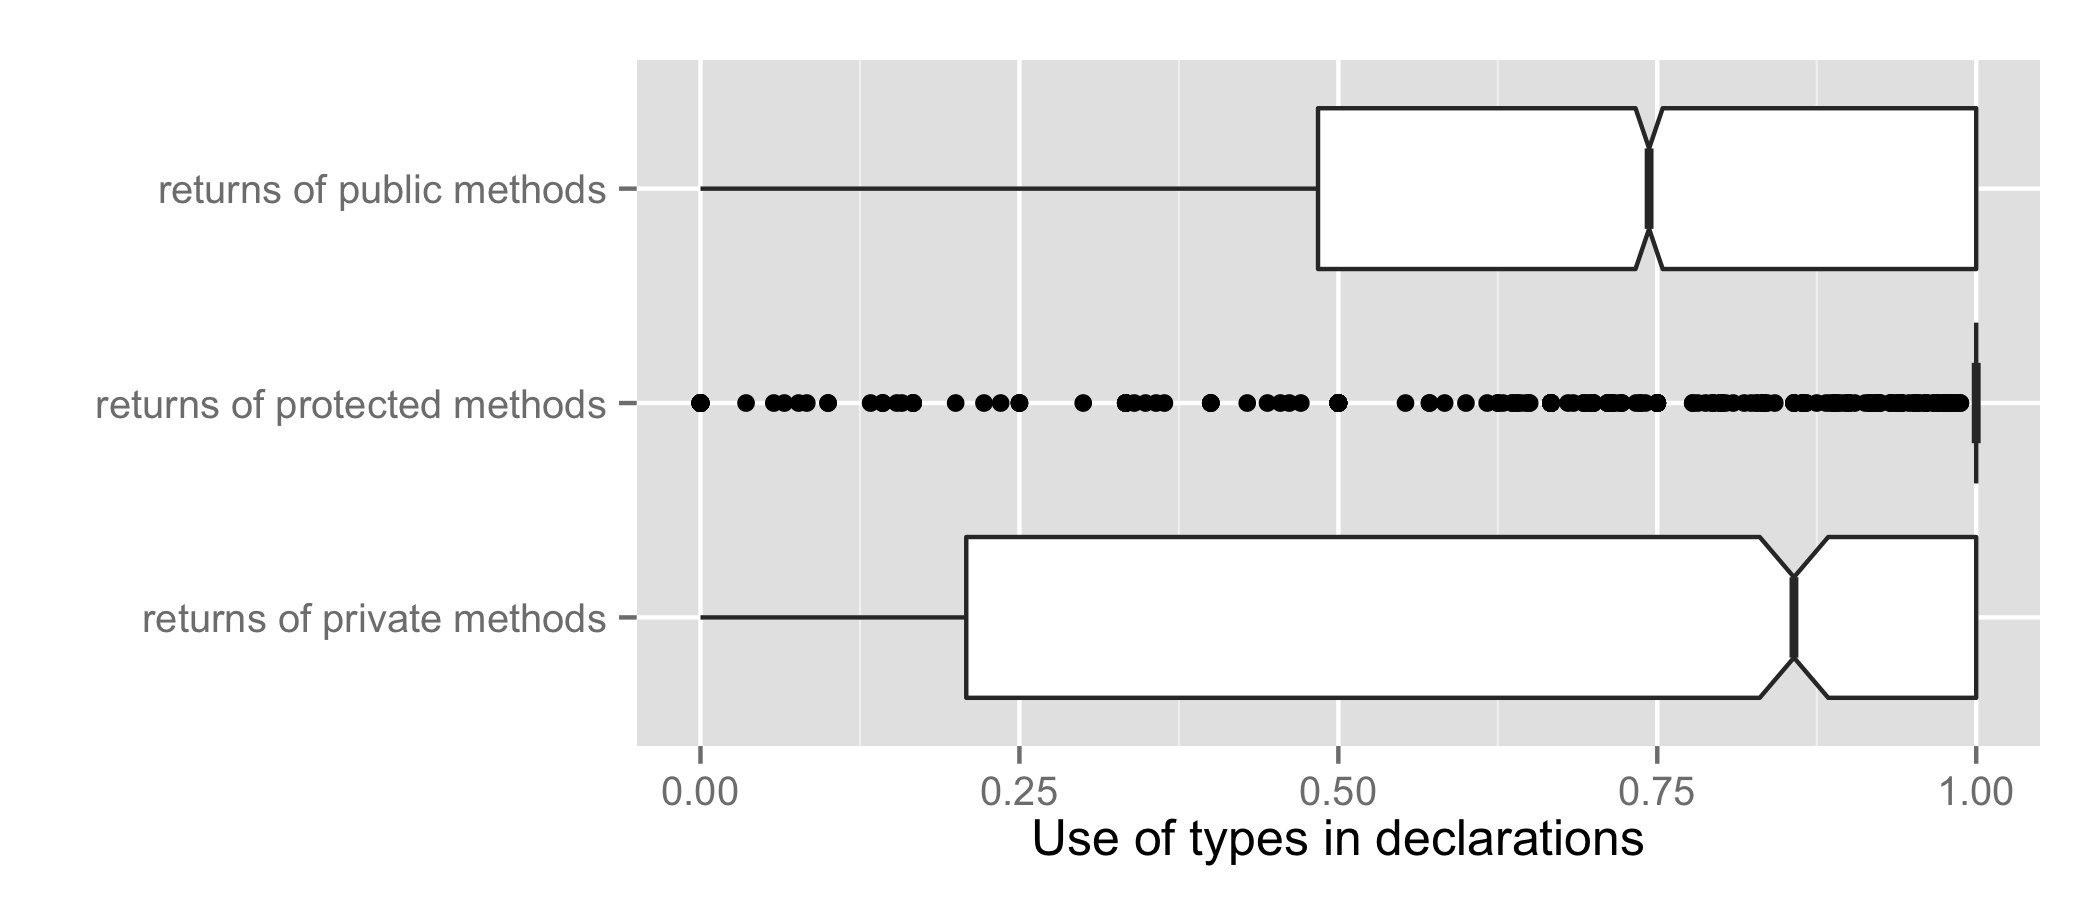 returns of public methods
returns of protected methods
returns of private methods
0.00 0.25 0.50 0.75 1.00
Use of types in declarations